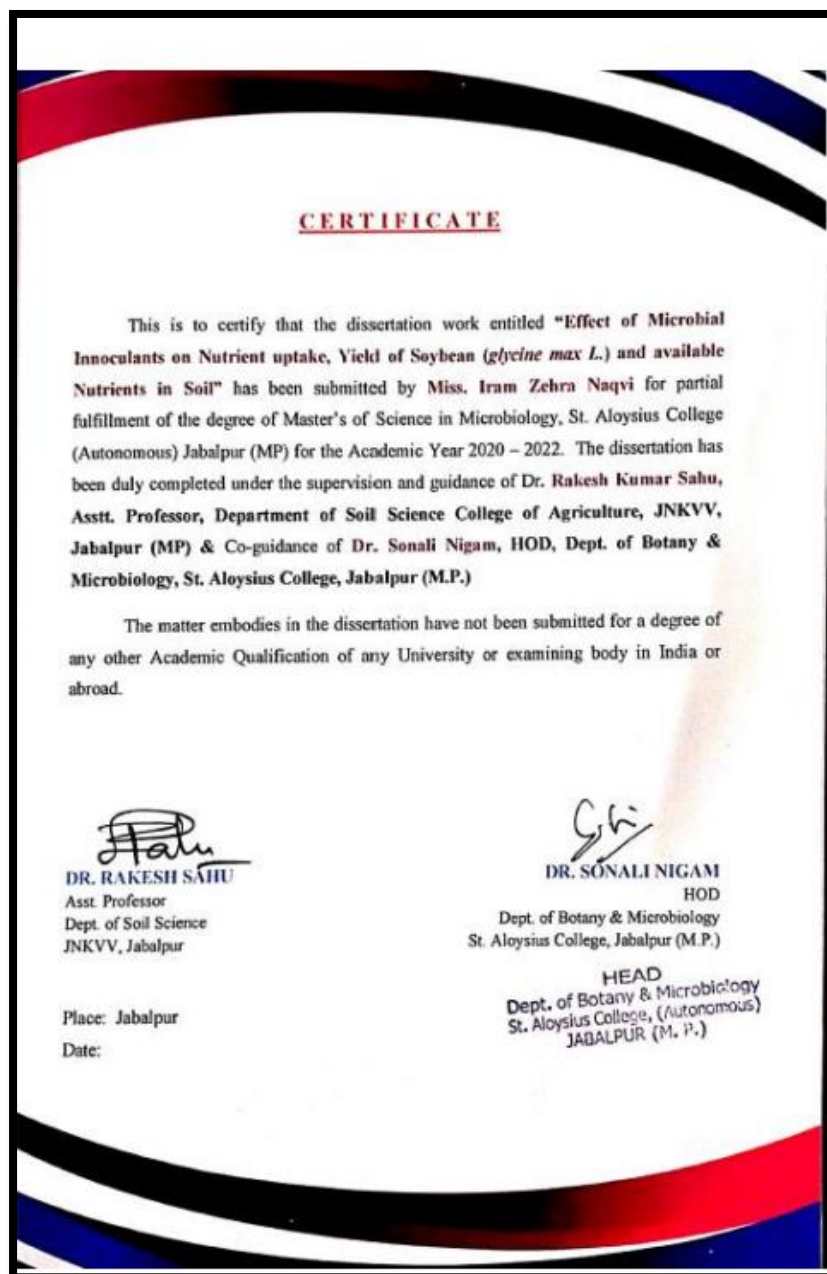 CERTIFICATE
This is to certify that the dissertation work entitled “Effect of Microbial
Innoculants on Nutrient uptake, Yield of Soybean (glycine max L.) and available
Nutrients in Soil” has been submitted by Miss. Iram Zehra Naqvi for partial
fulfillment of the degree of Master’s of Science in Microbiology, St. Aloysius College
(Autonomous) Jabalpur (MP) for the Academic Year 2020 – 2022. The dissertation has
been duly completed under the supervision and guidance of Dr. Rakesh Kumar Sahu,
Asstt. Professor, Department of Soil Science College of Agriculture, JNKVV,
Jabalpur (MP) & Co-guidance of Dr. Sonali Nigam, HOD, Dept. of Botany &
Microbiology, St. Aloysius College, Jabalpur (M.P.)
The matter embodies in the dissertation have not been submitted for a degree of
any other Academic Qualification of any University or examining body in India or
abroad.
DR. RAKESH SAHU
Asst. Professor
Dept. of Soil Science
JNKVV, Jabalpur
DR. SONALI NIGAM
HOD
Dept. of Botany & Microbiology
St. Aloysius College, Jabalpur (M.P.)
HEAD
Dept. of Botany & Microbiology
St. Aloysius College, (Autonomous)
JABALPUR (M. P.)
Place: Jabalpur
Date: